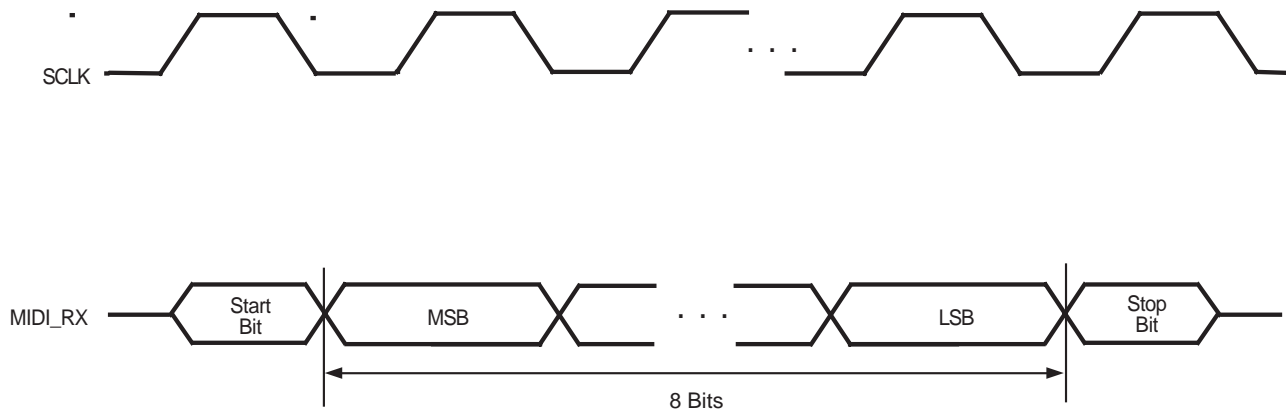 . . .
SCLK
MIDI_RX
Start
Bit
MSB
. . .
LSB
Stop
Bit
8 Bits